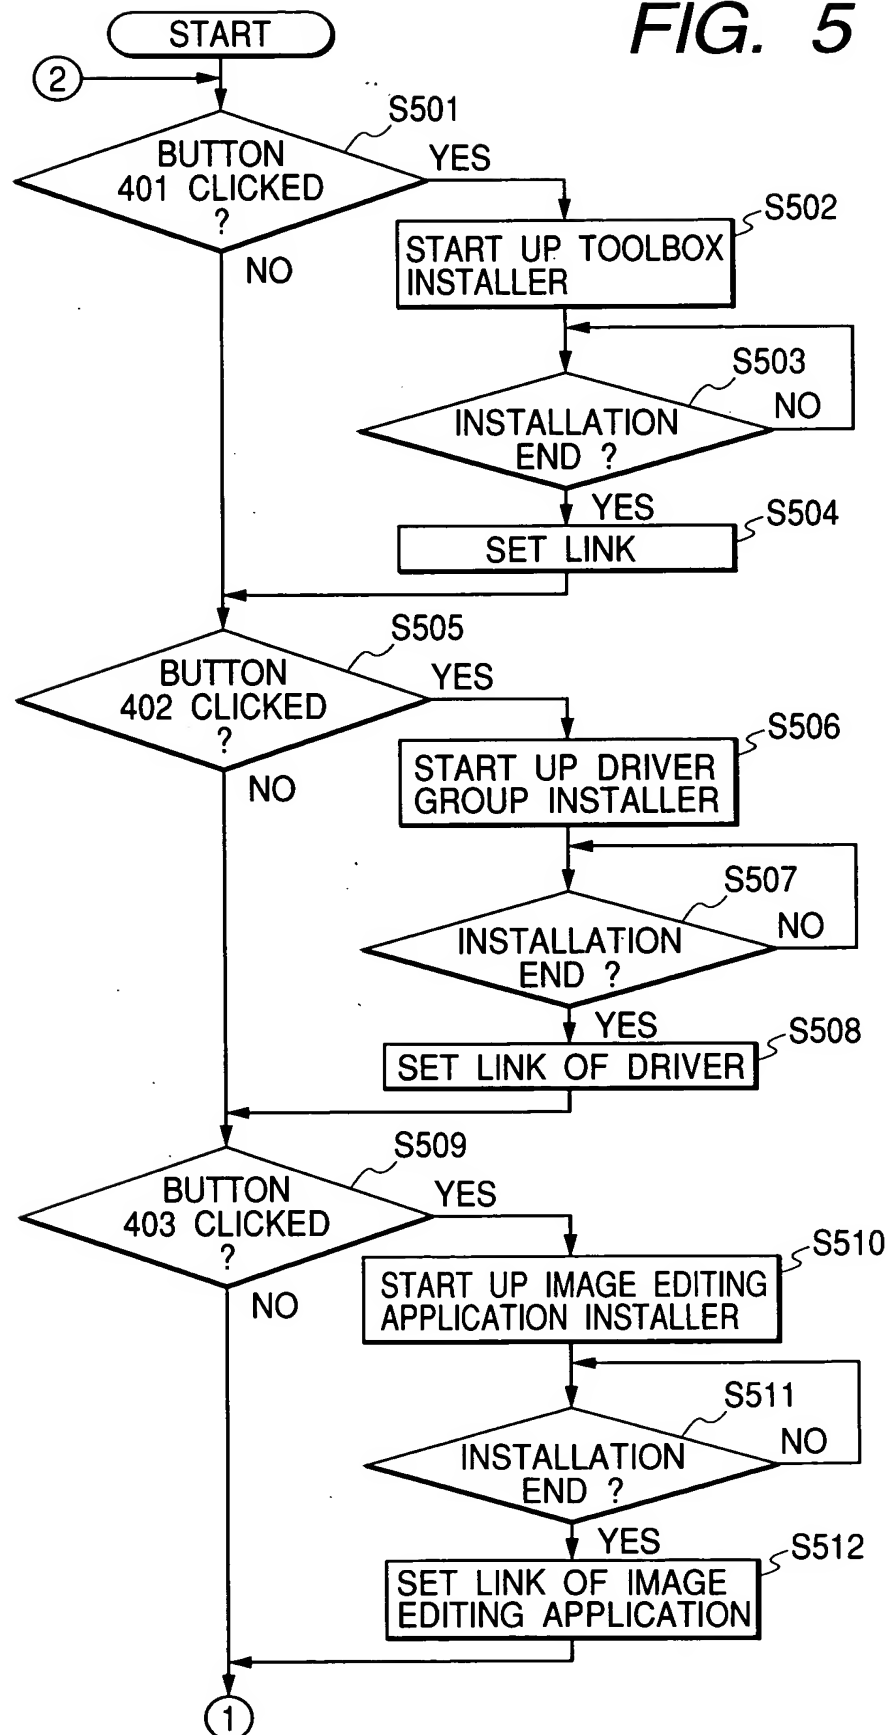 FIG. 5
START
2
S501
BUTTON
401 CLICKED
?
YES
NO
S502
START UP TOOLBOX
INSTALLER
S503
INSTALLATION
END ?
NO
YES
S504
SET LINK
S505
BUTTON
402 CLICKED
?
YES
NO
S506
START UP DRIVER
GROUP INSTALLER
S507
INSTALLATION
END ?
NO
YES
S508
SET LINK OF DRIVER
S509
BUTTON
403 CLICKED
?
YES
NO
S510
START UP IMAGE EDITING
APPLICATION INSTALLER
S511
INSTALLATION
END ?
NO
YES
S512
SET LINK OF IMAGE
EDITING APPLICATION
1